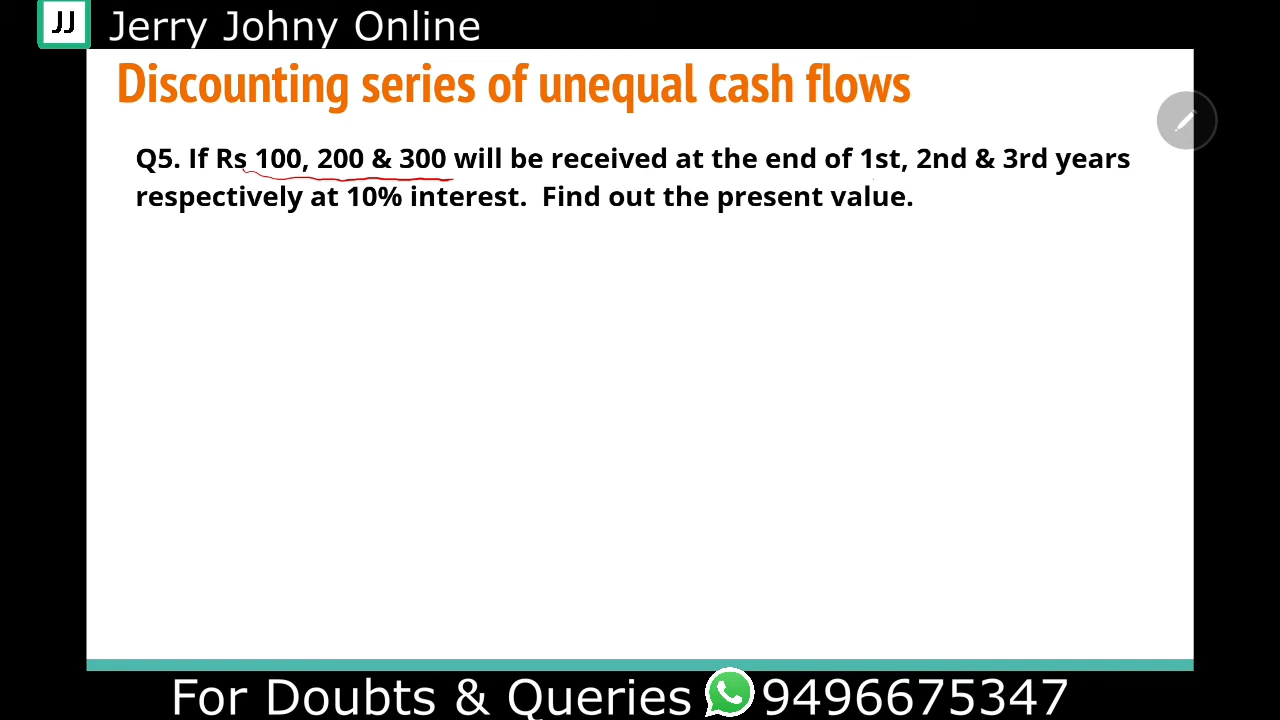 JJ Jerry Johny Online
Discounting series of unequal cash flows
Q5. If Rs 100, 200 & 300 will be received at the end of 1st, 2nd & 3rd years
respectively at 10% interest. Find out the present value.
For Doubts & Queries 9496675347